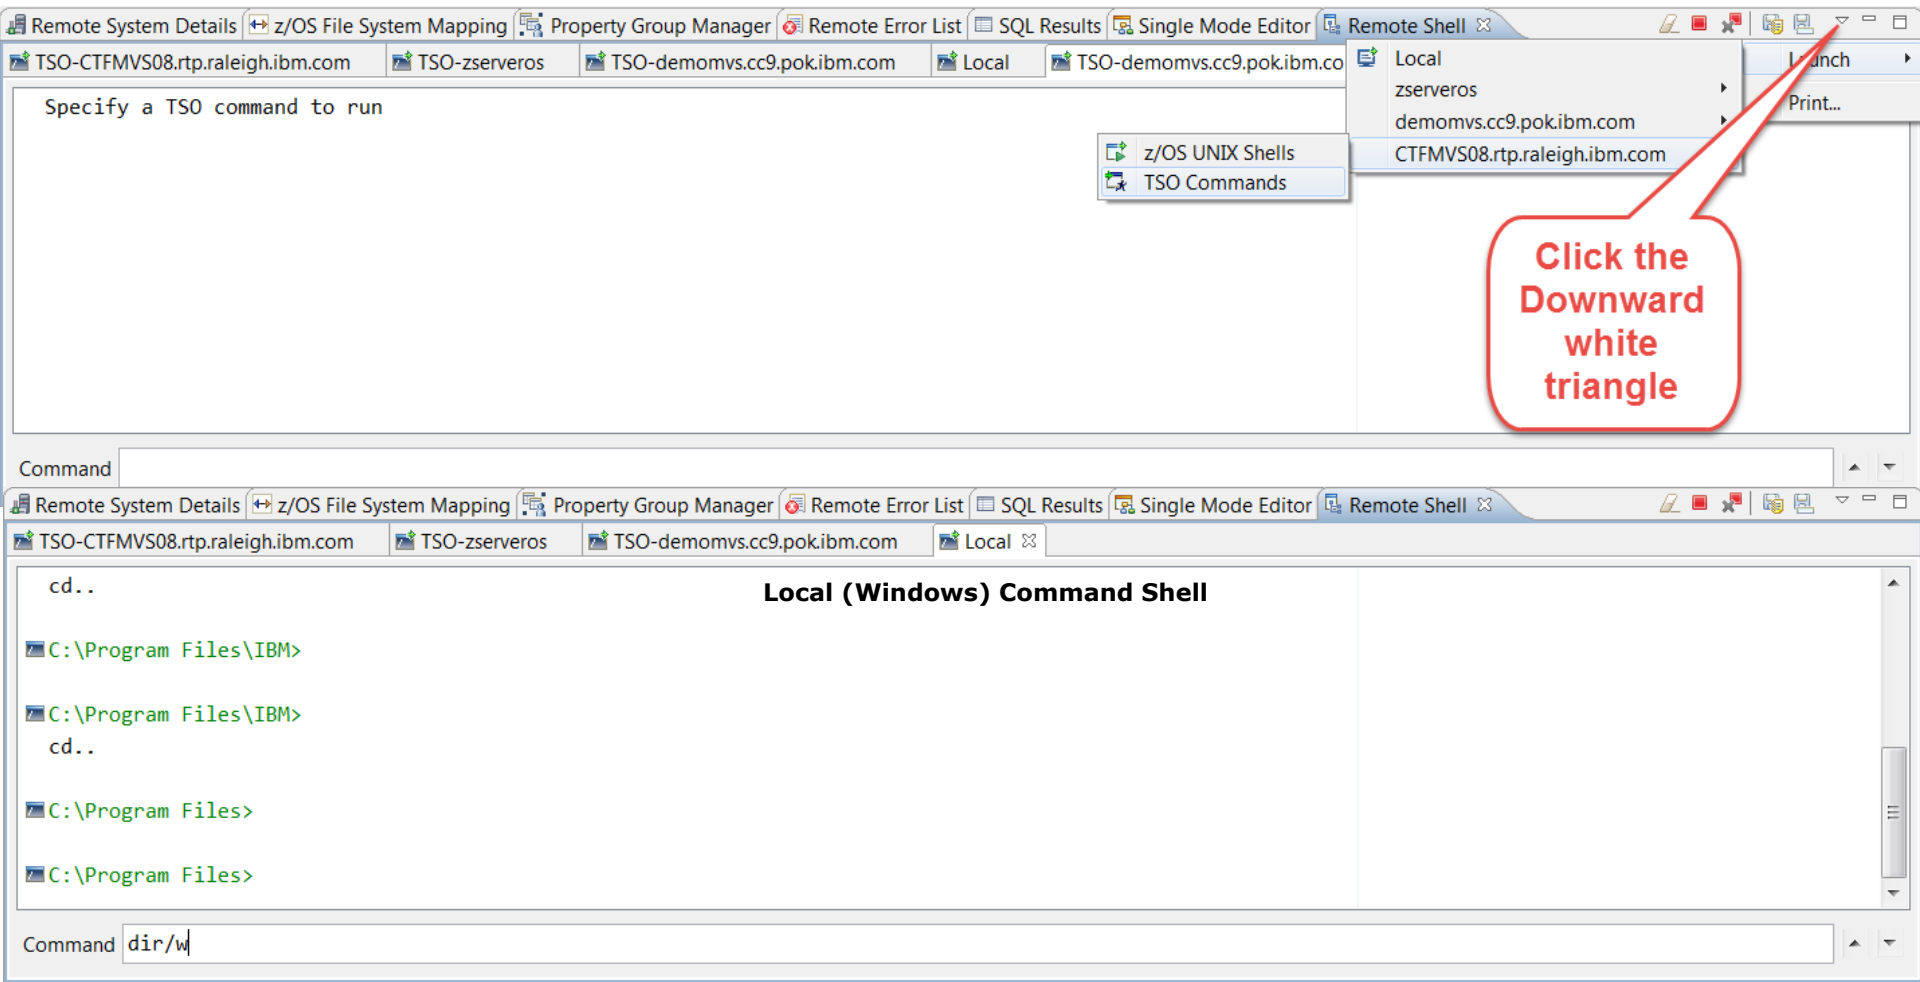 Remote System Details z/OS File System Mapping Property Group Manager Remote Error List SQL Results Single Mode Editor Remote Shell
TSO-CTFMVS08.rtp.raleigh.ibm.com TSO-zserveros TSO-demomvs.cc9.pok.ibm.com Local TSO-demomvs.cc9.pok.ibm.co
Specify a TSO command to run
Local
zserveros
demomvs.cc9.pok.ibm.com
CTFMVS08.rtp.raleigh.ibm.com
Launch
Print...
z/OS UNIX Shells
TSO Commands
Click the
Downward
white
triangle
Command
Remote System Details z/OS File System Mapping Property Group Manager Remote Error List SQL Results Single Mode Editor Remote Shell
TSO-CTFMVS08.rtp.raleigh.ibm.com TSO-zserveros TSO-demomvs.cc9.pok.ibm.com Local
cd..
Local (Windows) Command Shell
C:\Program Files\IBM>
C:\Program Files\IBM>
cd..
C:\Program Files>
C:\Program Files>
Command dir/w